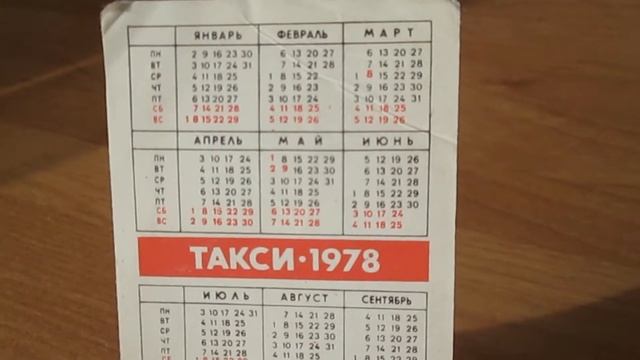 ЯНВАРЬ ФЕВРАЛЬ МАРТ
ПН 2 9 16 23 30 6 13 20 27 6 13 20 27
ВТ 3 10 17 24 31 7 14 21 28 7 14 21 28
СР 4 11 18 25 1 8 15 22 1 8 15 22 29
ЧТ 5 12 19 26 2 9 16 23 2 9 16 23 30
ПТ 6 13 20 27 3 10 17 24 3 10 17 24 31
СБ 7 14 21 28 4 11 18 25 4 11 18 25
ВС 1 8 15 22 29 5 12 19 26 5 12 19 26
АПРЕЛЬ МАЙ ИЮНЬ
ПН 3 10 17 24 1 8 15 22 29 5 12 19 26
ВТ 4 11 18 25 2 9 16 23 30 6 13 20 27
СР 5 12 19 26 3 10 17 24 31 7 14 21 28
ЧТ 6 13 20 27 4 11 18 25 1 8 15 22 29
ПТ 7 14 21 28 5 12 19 26 2 9 16 23 30
СБ 1 8 15 22 29 6 13 20 27 3 10 17 24
ВС 2 9 16 23 30 7 14 21 28 4 11 18 25
ТАКСИ·1978
ИЮЛЬ АВГУСТ СЕНТЯБРЬ
ПН 3 10 17 24 31 7 14 21 28 4 11 18 25
ВТ 4 11 18 25 1 8 15 22 29 5 12 19 26
СР 5 12 19 26 2 9 16 23 30 6 13 20 27
ЧТ 6 13 20 27 3 10 17 24 31 7 14 21 28
ПТ 7 14 21 28 4 11 18 25 1 8 15 22 29